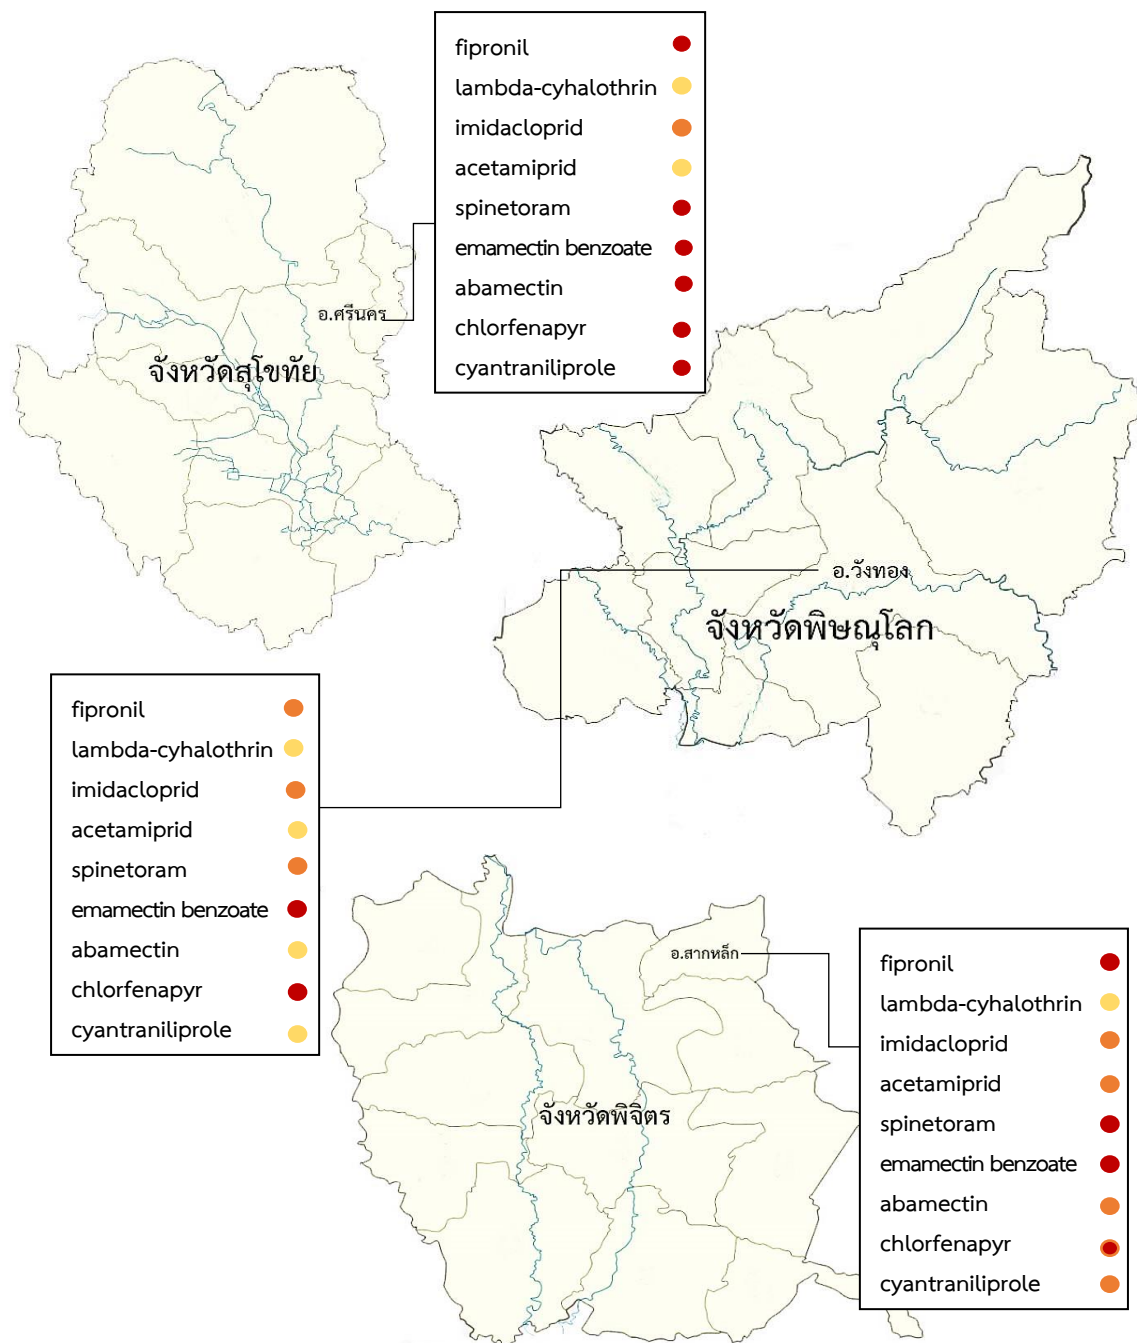 fipronil
lambda-cyhalothrin
imidacloprid
acetamiprid
spinetoram
emamectin benzoate
abamectin
chlorfenapyr
cyantraniliprole
อ.ศรีนคร
จังหวัดสุโขทัย
อ.วังทอง
จังหวัดพิษณุโลก
fipronil
lambda-cyhalothrin
imidacloprid
acetamiprid
spinetoram
emamectin benzoate
abamectin
chlorfenapyr
cyantraniliprole
อ.สากหล็ก
จังหวัดพิจิตร
fipronil
lambda-cyhalothrin
imidacloprid
acetamiprid
spinetoram
emamectin benzoate
abamectin
chlorfenapyr
cyantraniliprole